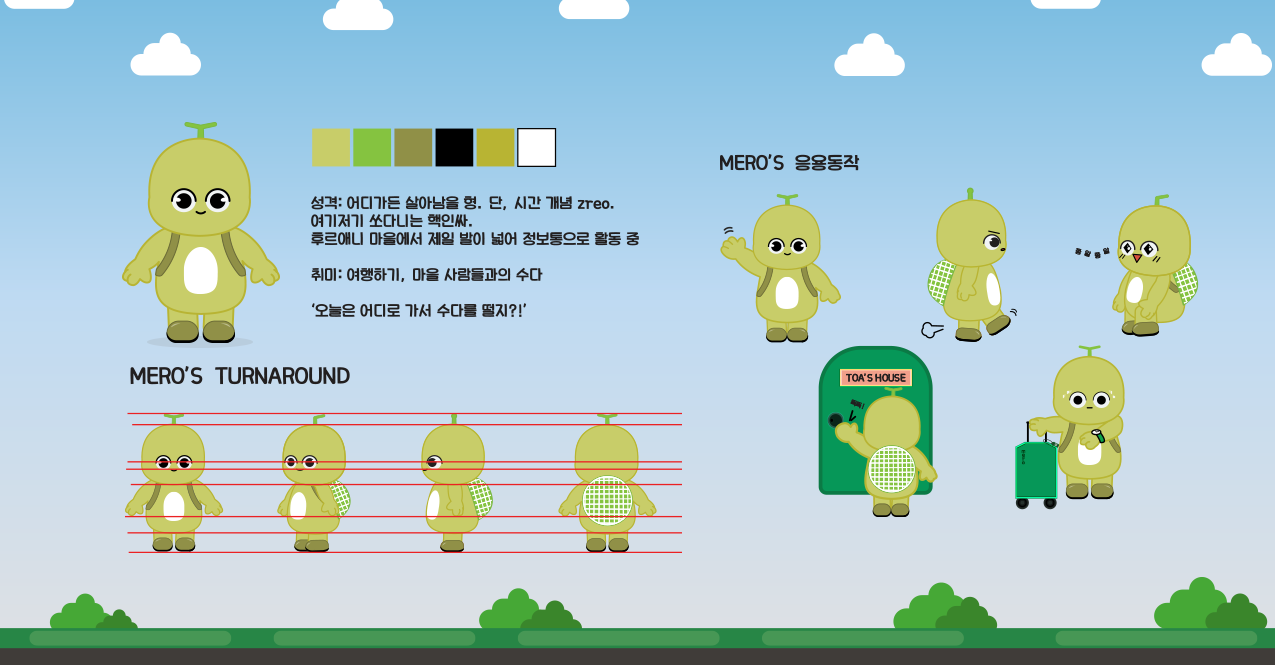 성격: 어디가든 살아남을 형. 단, 시간 개념 zreo.
여기저기 쏘다니는 핵인싸.
후르애니 마을에서 제일 발이 넓어 정보통으로 활동 중
취미: 여행하기, 마을 사람들과의 수다
‘오늘은 어디로 가서 수다를 떨지?!’
MERO’S TURNAROUND
MERO’S 응용동작
TOA'S HOUSE